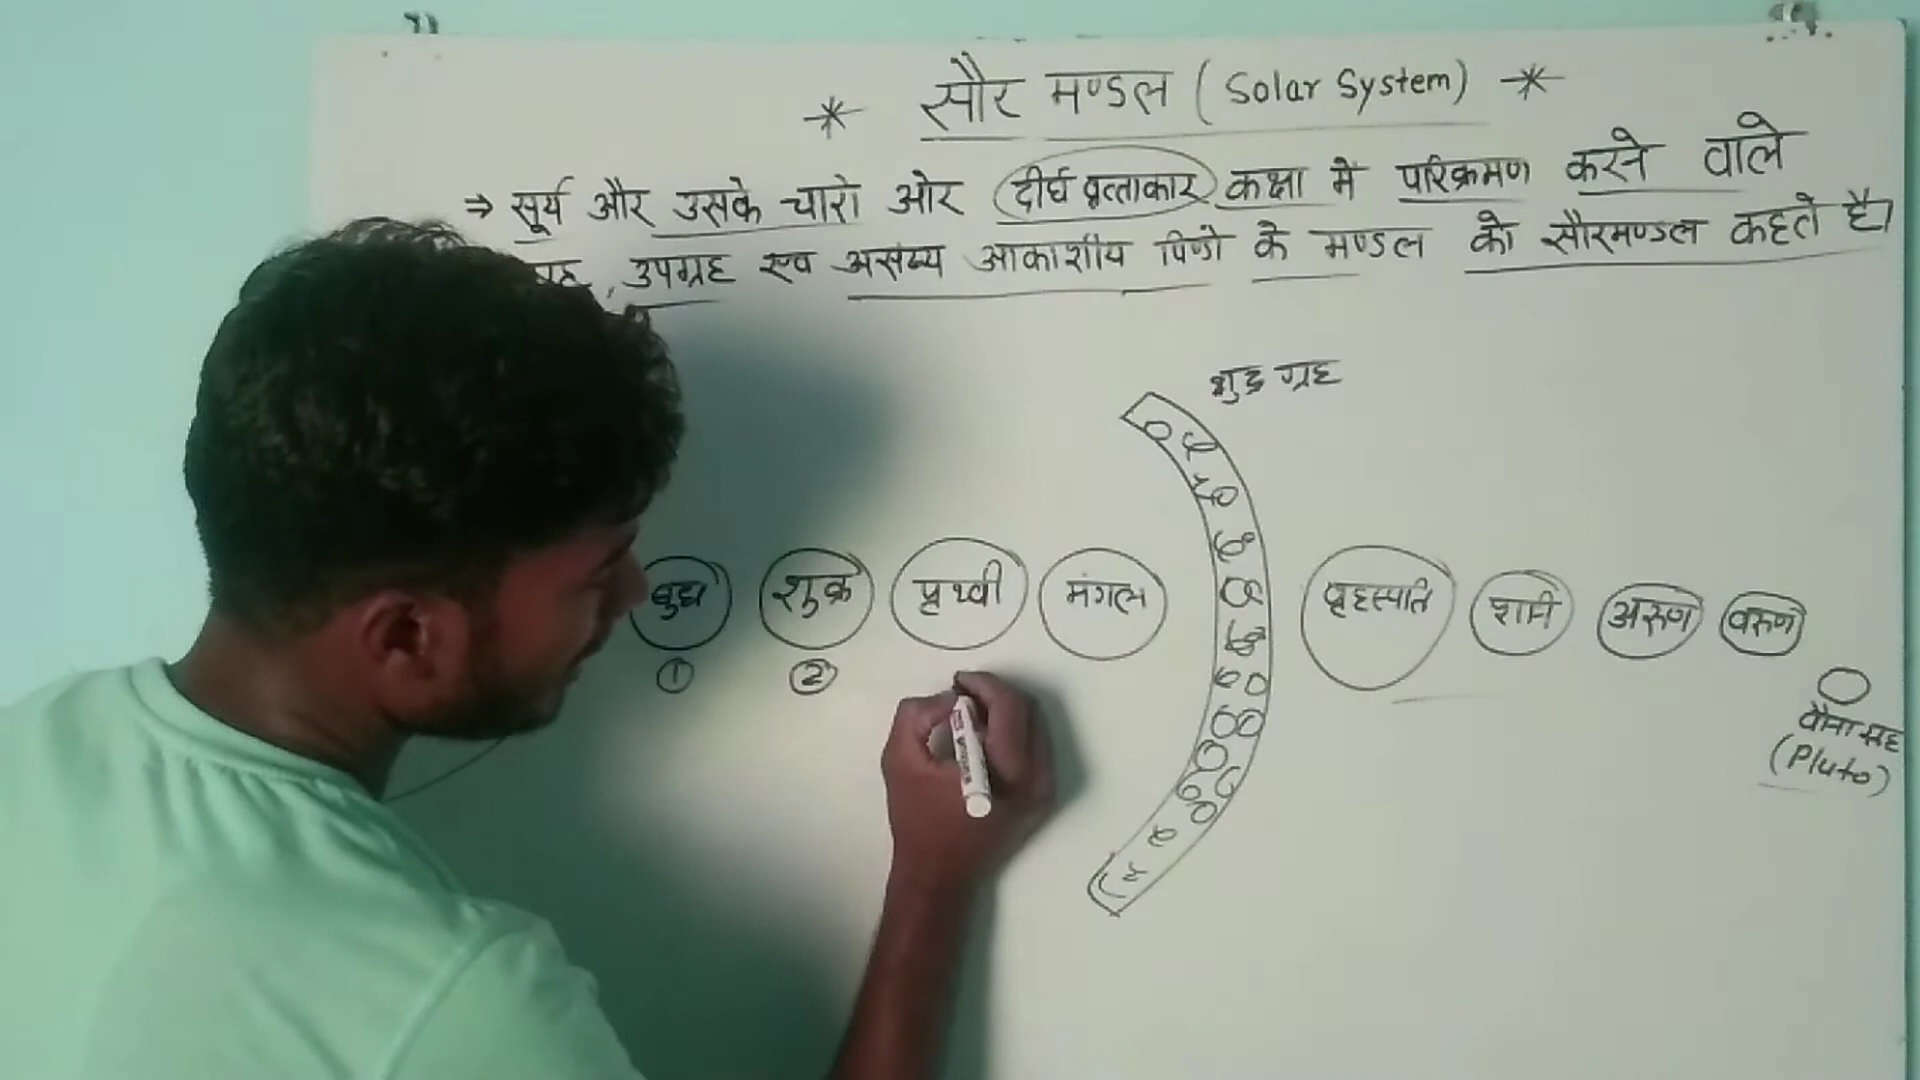 * सौर मण्डल ( Solar System) *
⇒ सूर्य और उसके चारो ओर दीर्घ वृत्ताकार कक्षा मे परिक्रमण करने वाले
ग्रह, उपग्रह एव असंख्य आकाशीय पिण्डो के मण्डल को सौरमण्डल कहते है।
शुद्र ग्रह
बुध शुक्र पृथ्वी मंगल बृहस्पति शनि अरुण वरुण
① ②
बौना ग्रह
(Pluto)